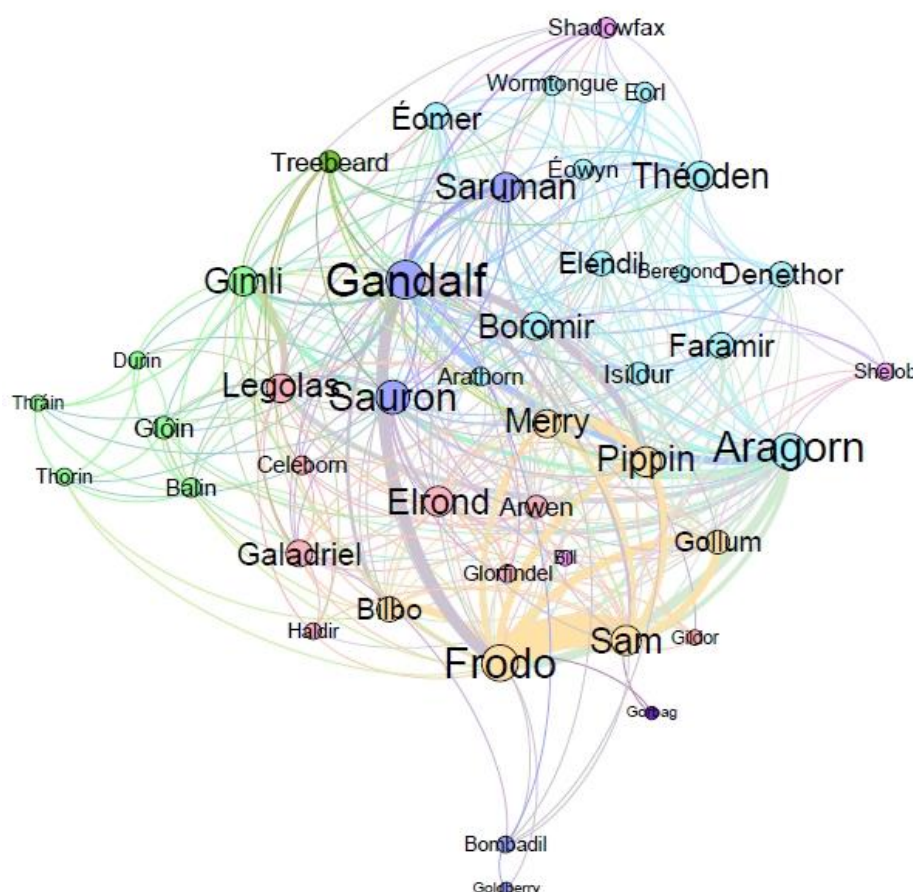 Shadowfax
Wormtongue
Eorl
Éomer
Treebeard
Éowyn
Saruman
Théoden
Gimli
Gandalf
Elendil
Beregond
Denethor
Boromir
Faramir
Durin
Legolas
Arathorn
Isildur
Shelob
Thráin
Sauron
Glóin
Merry
Pippin
Aragorn
Celeborn
Thorin
Balin
Elrond
Arwen
Galadriel
Gollum
Bill
Glorfindel
Bilbo
Haldir
Sam
Gildor
Frodo
Gorbag
Bombadil
Goldberry